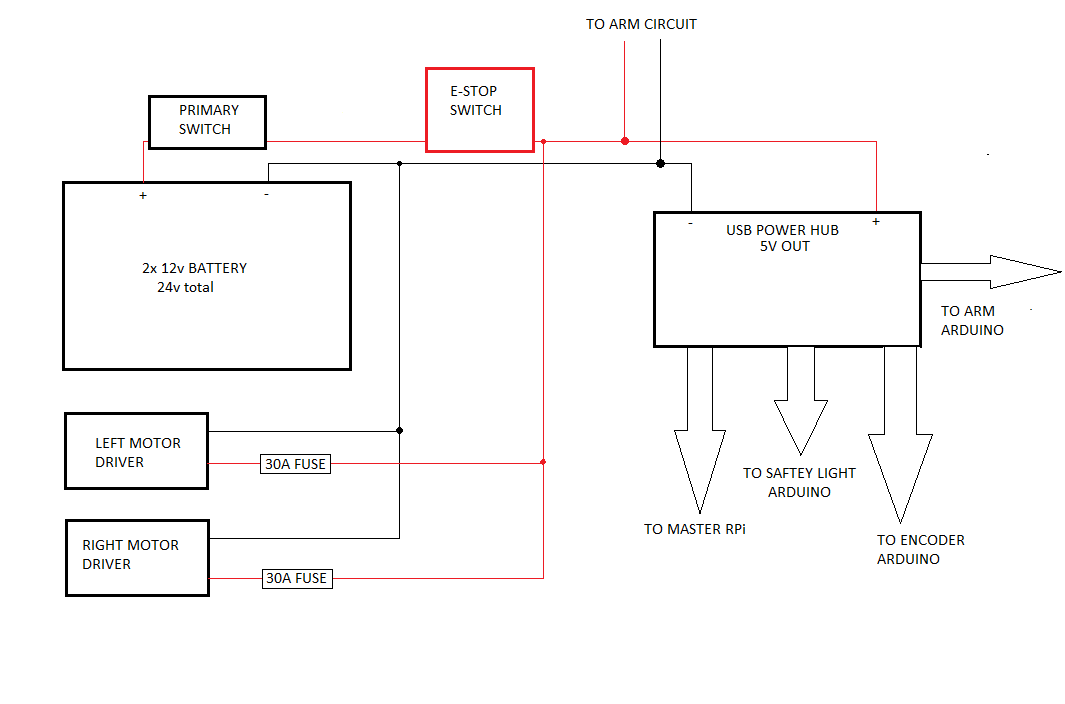 TO ARM CIRCUIT
E-STOP
SWITCH
PRIMARY
SWITCH
+
-
2x 12v BATTERY
24v total
-
+
USB POWER HUB
5V OUT
TO ARM
ARDUINO
LEFT MOTOR
DRIVER
30A FUSE
TO SAFTEY LIGHT
ARDUINO
TO MASTER RPi
TO ENCODER
ARDUINO
RIGHT MOTOR
DRIVER
30A FUSE